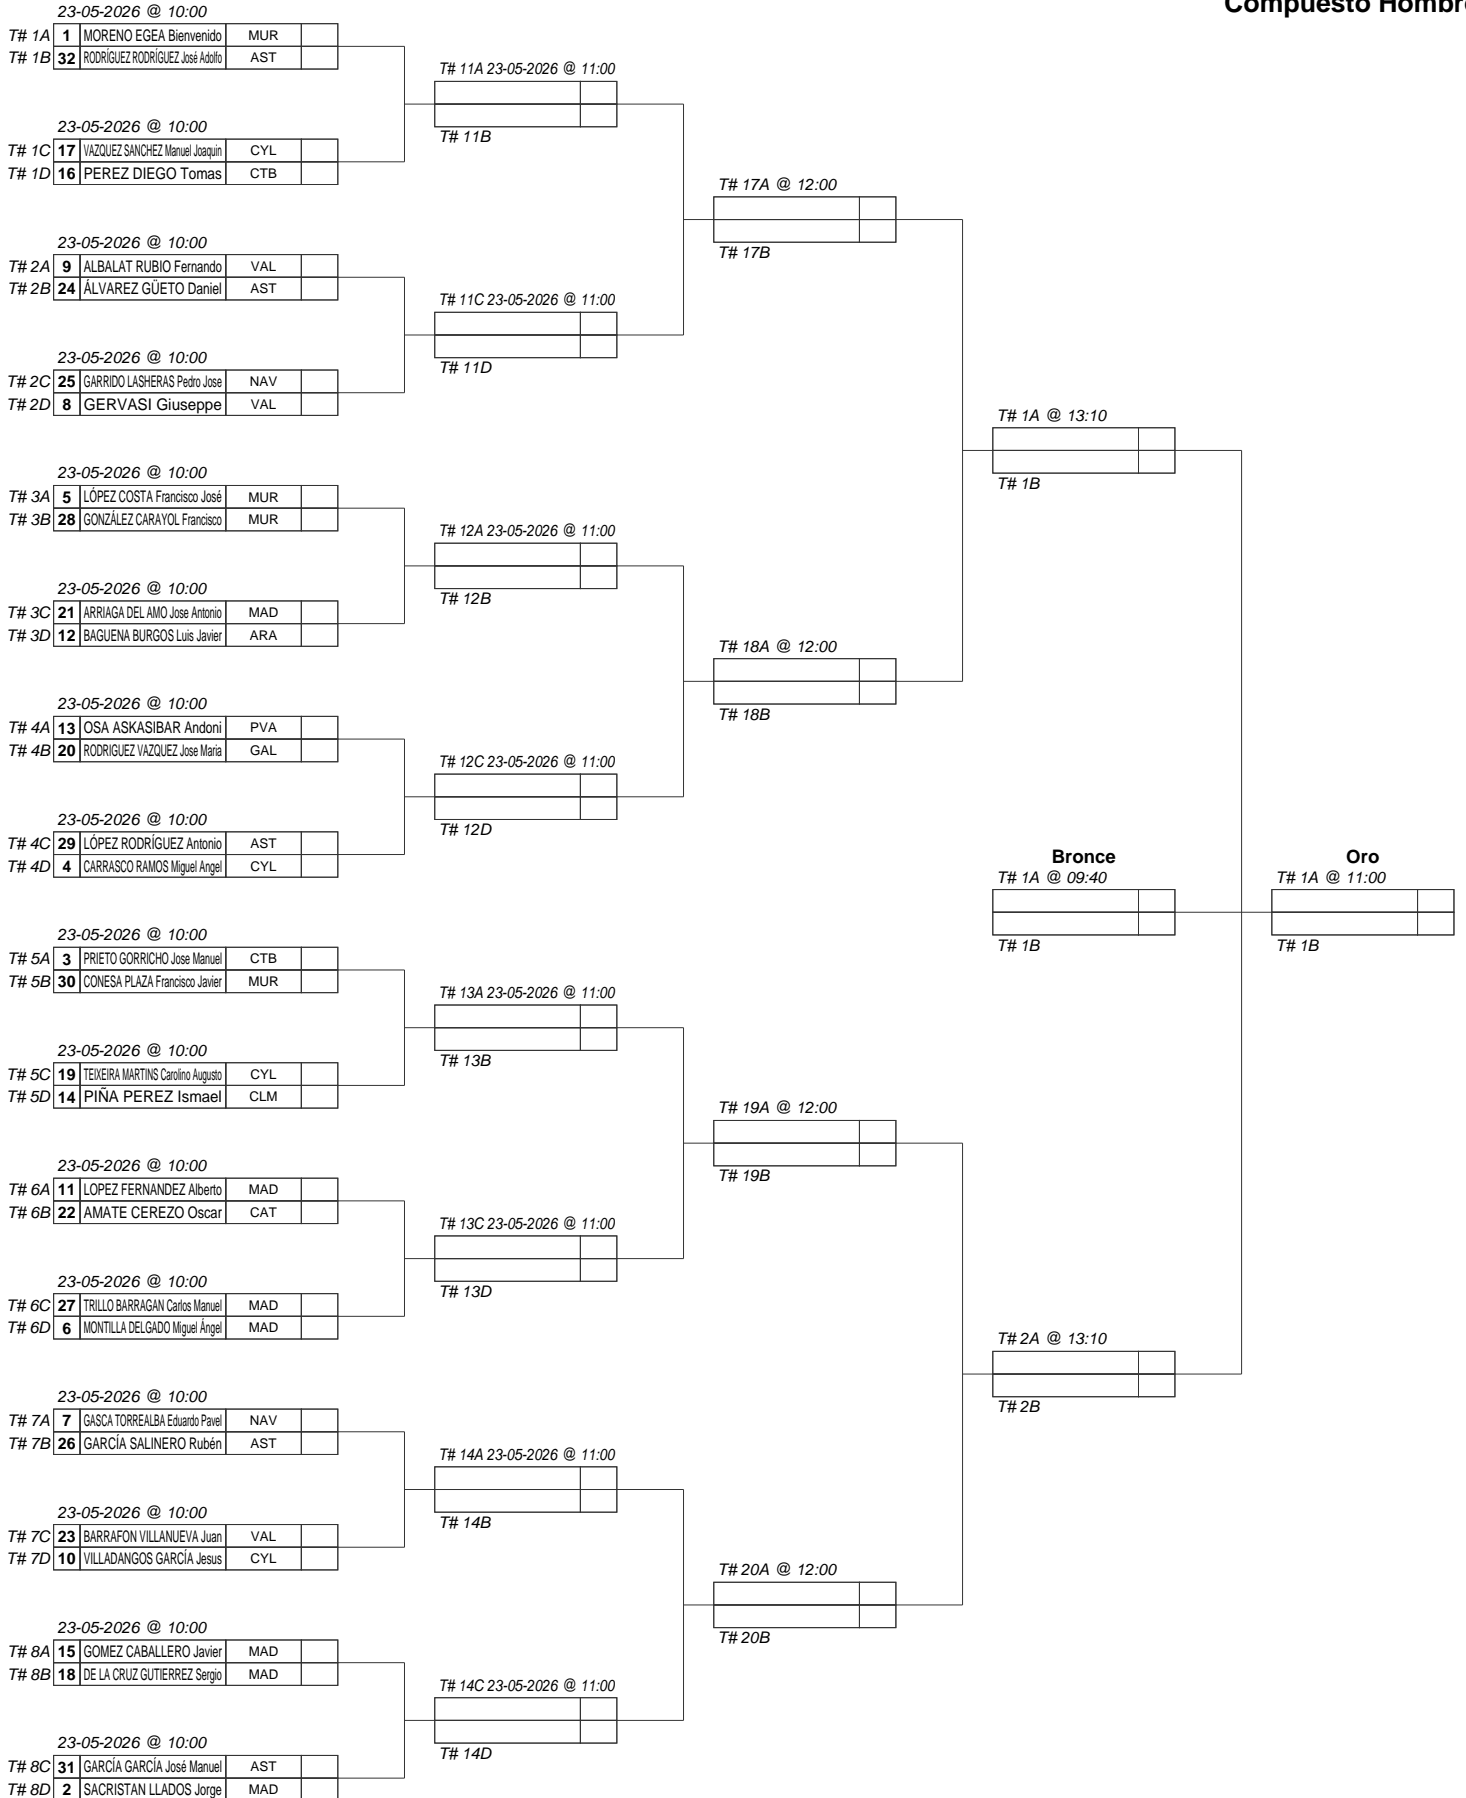 Compuesto Hombre
23-05-2026 @ 10:00
T# 1A 1 MORENO EGEA Bienvenido MUR
T# 1B 32 RODRÍGUEZ RODRÍGUEZ José Adolfo AST
T# 11A 23-05-2026 @ 11:00
23-05-2026 @ 10:00
T# 11B
T# 1C 17 VAZQUEZ SANCHEZ Manuel Joaquin CYL
T# 1D 16 PEREZ DIEGO Tomas CTB
T# 17A @ 12:00
23-05-2026 @ 10:00
T# 17B
T# 2A 9 ALBALAT RUBIO Fernando VAL
T# 2B 24 ÁLVAREZ GÜETO Daniel AST
T# 11C 23-05-2026 @ 11:00
23-05-2026 @ 10:00
T# 11D
T# 2C 25 GARRIDO LASHERAS Pedro Jose NAV
T# 2D 8 GERVASI Giuseppe VAL
T# 1A @ 13:10
23-05-2026 @ 10:00
T# 1B
T# 3A 5 LÓPEZ COSTA Francisco José MUR
T# 3B 28 GONZÁLEZ CARAYOL Francisco MUR
T# 12A 23-05-2026 @ 11:00
23-05-2026 @ 10:00
T# 12B
T# 3C 21 ARRIAGA DEL AMO Jose Antonio MAD
T# 3D 12 BAGUENA BURGOS Luis Javier ARA
T# 18A @ 12:00
23-05-2026 @ 10:00
T# 18B
T# 4A 13 OSA ASKASIBAR Andoni PVA
T# 4B 20 RODRIGUEZ VAZQUEZ Jose Maria GAL
T# 12C 23-05-2026 @ 11:00
23-05-2026 @ 10:00
T# 12D
T# 4C 29 LÓPEZ RODRÍGUEZ Antonio AST
T# 4D 4 CARRASCO RAMOS Miguel Angel CYL
Bronce Oro
T# 1A @ 09:40 T# 1A @ 11:00
23-05-2026 @ 10:00
T# 1B T# 1B
T# 5A 3 PRIETO GORRICHO Jose Manuel CTB
T# 5B 30 CONESA PLAZA Francisco Javier MUR
T# 13A 23-05-2026 @ 11:00
23-05-2026 @ 10:00
T# 13B
T# 5C 19 TEIXEIRA MARTINS Carolino Augusto CYL
T# 5D 14 PIÑA PEREZ Ismael CLM
T# 19A @ 12:00
23-05-2026 @ 10:00
T# 19B
T# 6A 11 LOPEZ FERNANDEZ Alberto MAD
T# 6B 22 AMATE CEREZO Oscar CAT
T# 13C 23-05-2026 @ 11:00
23-05-2026 @ 10:00
T# 13D
T# 6C 27 TRILLO BARRAGAN Carlos Manuel MAD
T# 6D 6 MONTILLA DELGADO Miguel Ángel MAD
T# 2A @ 13:10
23-05-2026 @ 10:00
T# 2B
T# 7A 7 GASCA TORREALBA Eduardo Pavel NAV
T# 7B 26 GARCÍA SALINERO Rubén AST
T# 14A 23-05-2026 @ 11:00
23-05-2026 @ 10:00
T# 14B
T# 7C 23 BARRAFON VILLANUEVA Juan VAL
T# 7D 10 VILLADANGOS GARCÍA Jesus CYL
T# 20A @ 12:00
23-05-2026 @ 10:00
T# 20B
T# 8A 15 GOMEZ CABALLERO Javier MAD
T# 8B 18 DE LA CRUZ GUTIERREZ Sergio MAD
T# 14C 23-05-2026 @ 11:00
23-05-2026 @ 10:00
T# 14D
T# 8C 31 GARCÍA GARCÍA José Manuel AST
T# 8D 2 SACRISTAN LLADOS Jorge MAD